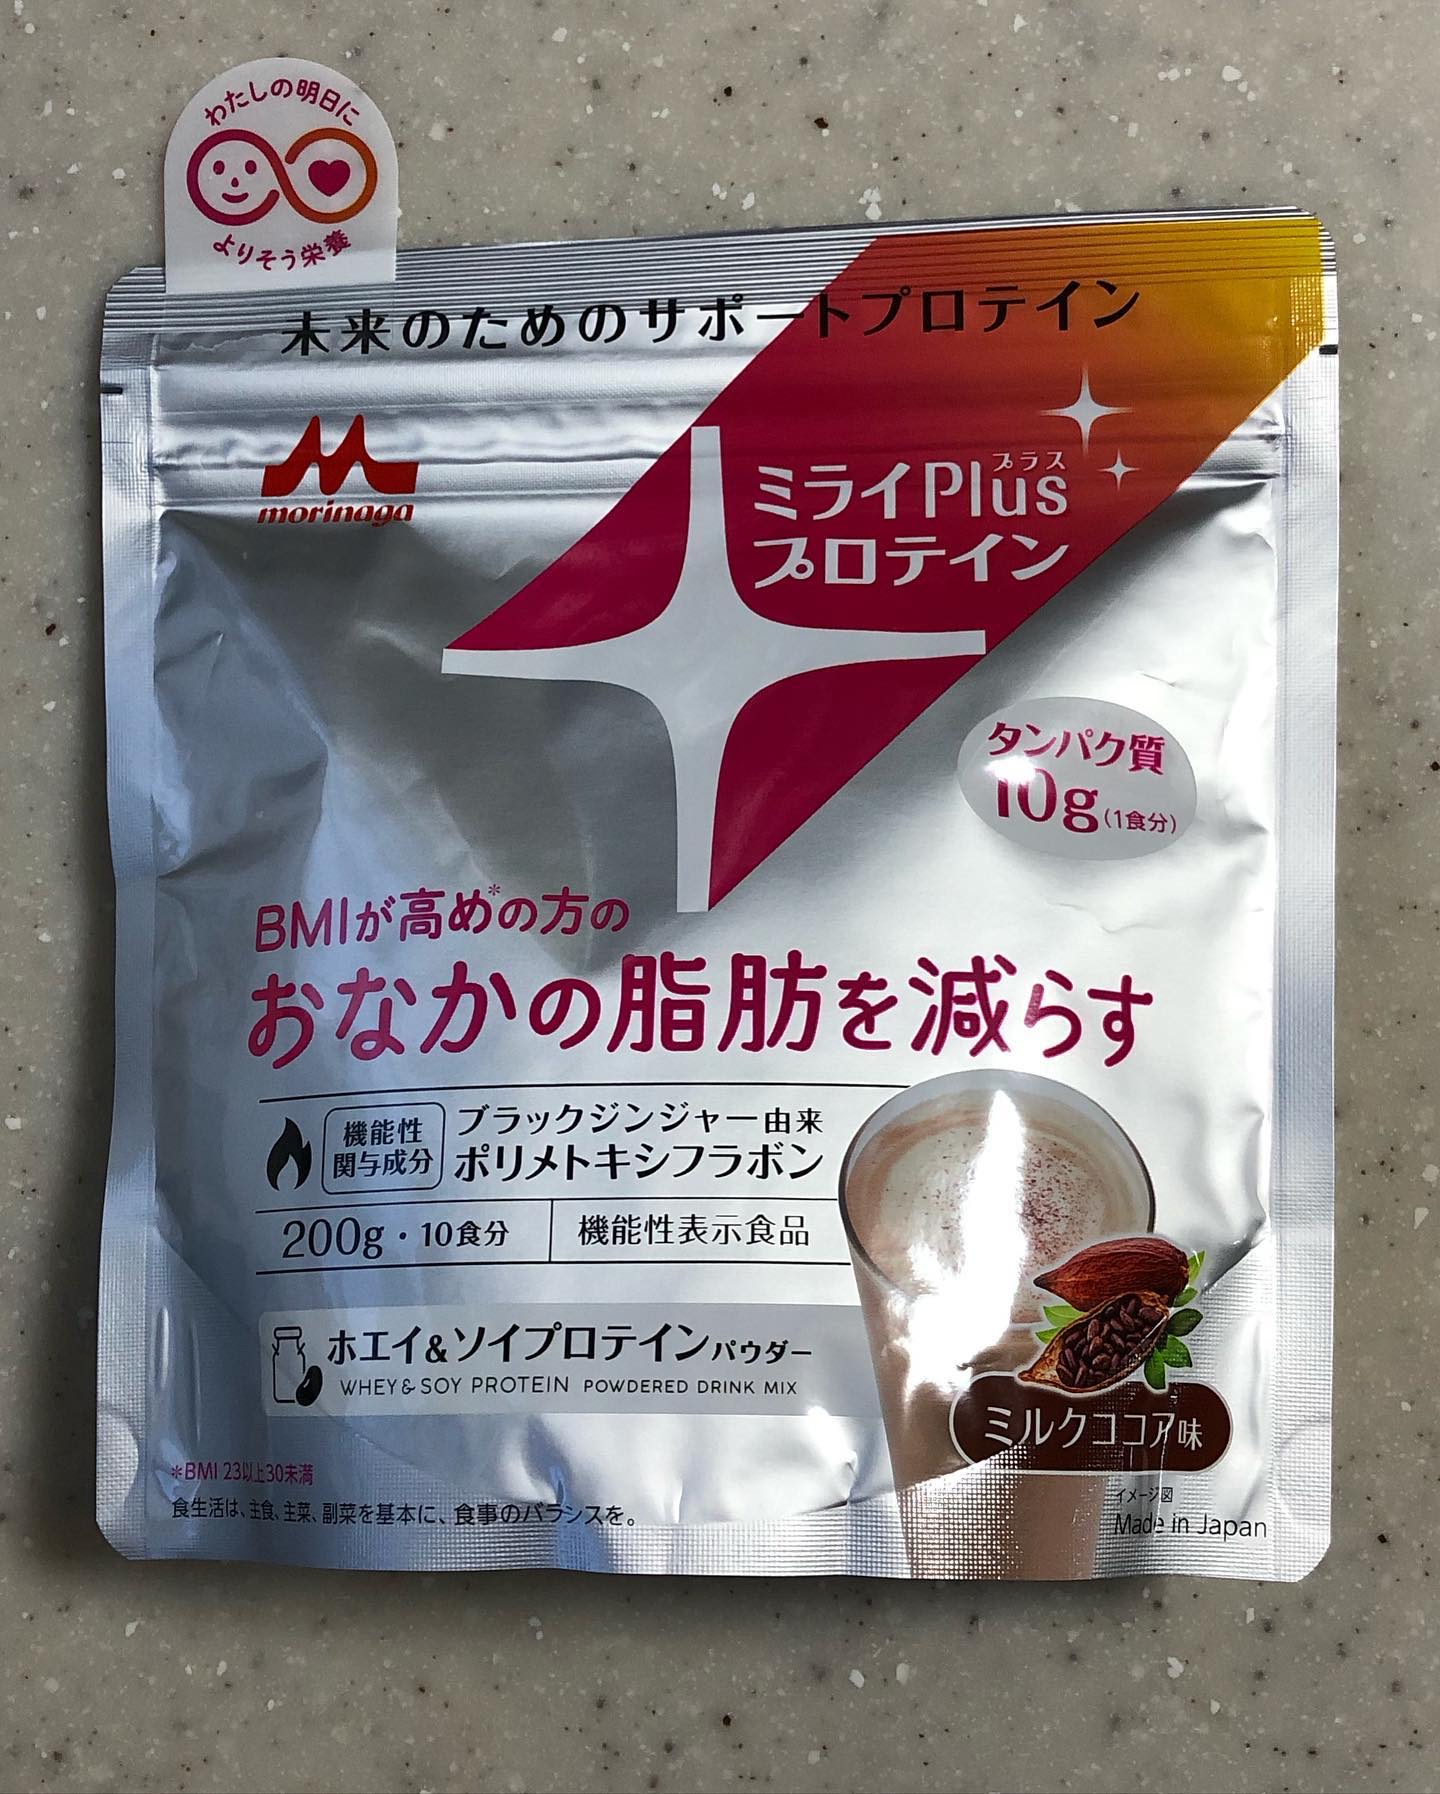 わたしの明日に
よりそう栄養
未来のためのサポートプロテイン
morinaga
プラス
ミライPlus
プロテイン
タンパク質
10g(1食分)
BMIが高め*の方の
おなかの脂肪を減らす
機能性
関与成分
ブラックジンジャー由来
ポリメトキシフラボン
200g・10食分
機能性表示食品
ホエイ&ソイプロテインパウダー
WHEY & SOY PROTEIN POWDERED DRINK MIX
ミルクココア味
*BMI 23以上30未満
食生活は、主食、主菜、副菜を基本に、食事のバランスを。
イメージ図
Made in Japan